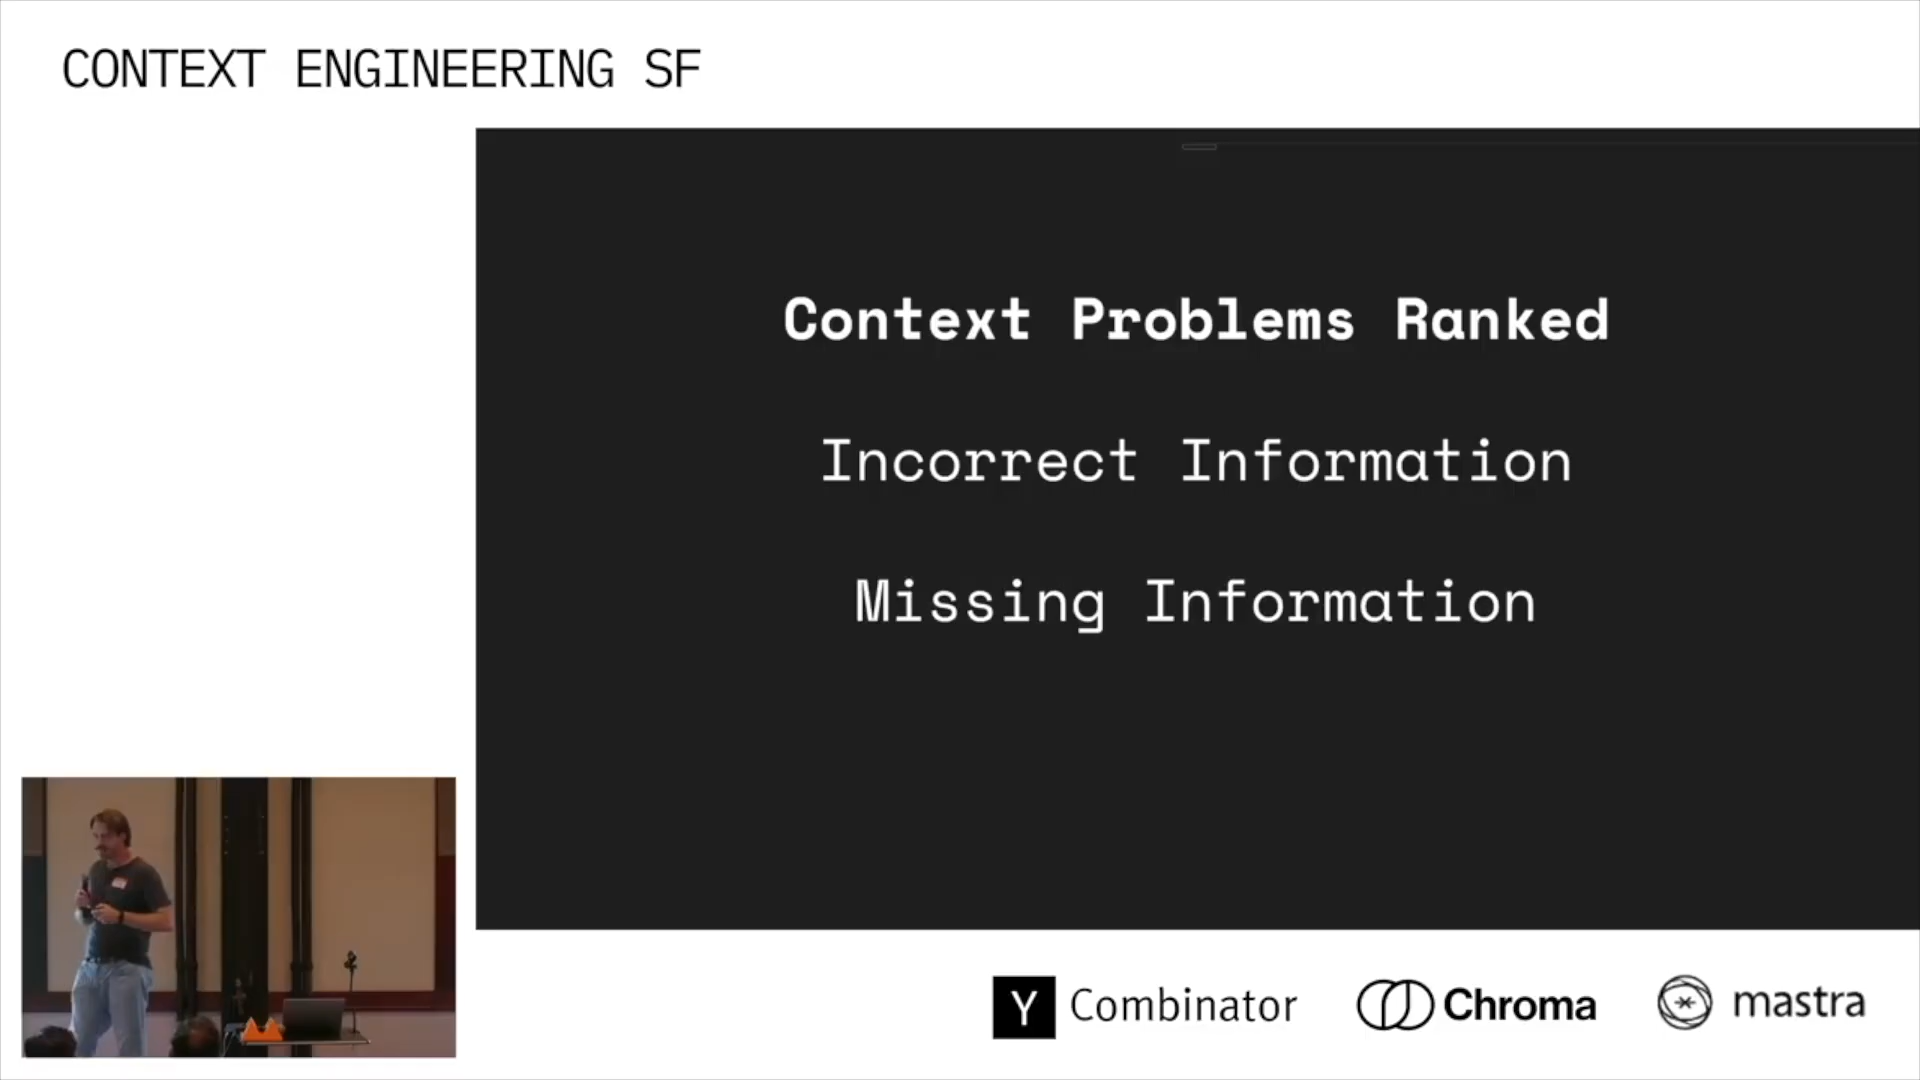 CONTEXT ENGINEERING SF
Context Problems Ranked
Incorrect Information
Missing Information
Y Combinator
Chroma
mastra